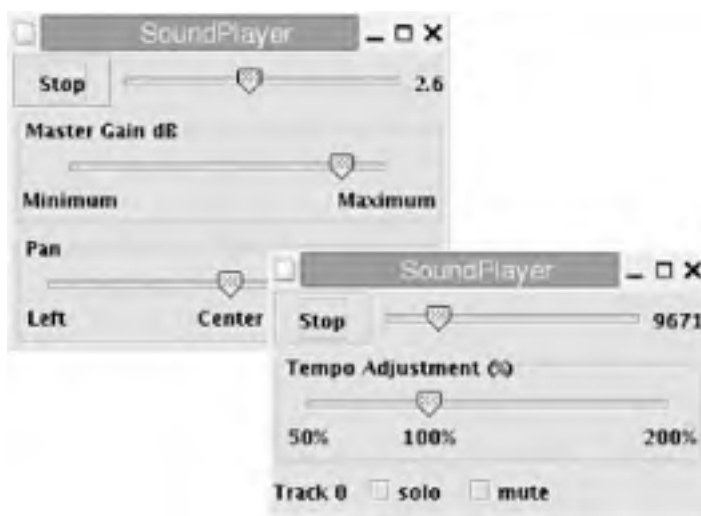 SoundPlayer
Stop 2.6
Master Gain dB
Minimum Maximum
Pan
Left Center
SoundPlayer
Stop 9671
Tempo Adjustment (%)
50% 100% 200%
Track 0 solo mute